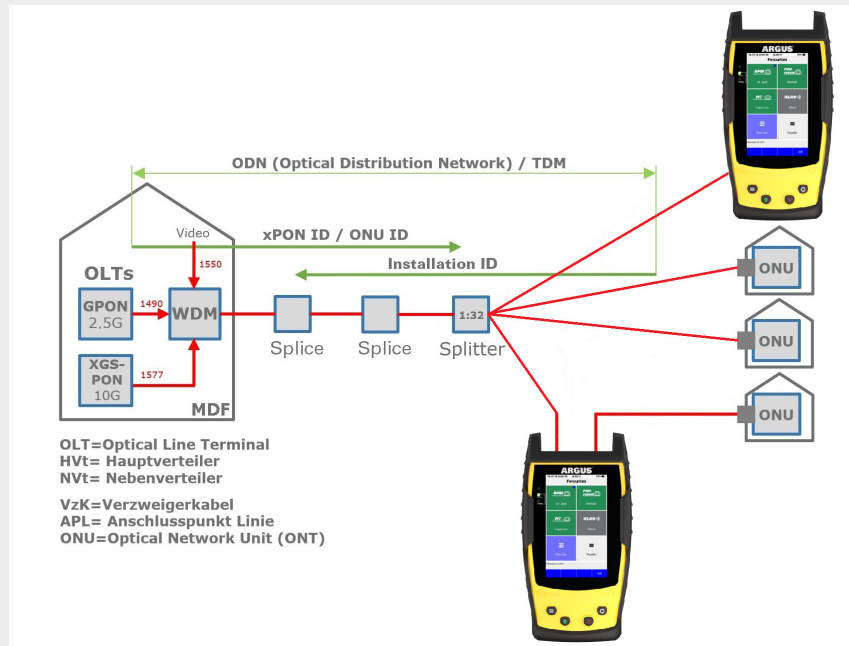 ODN (Optical Distribution Network) / TDM
Video
xPON ID / ONU ID
1550
Installation ID
OLTs
GPON
2,5G
1490
WDM
1:32
Splice
Splice
Splitter
XGS-
PON
10G
1577
MDF
ONU
ONU
ONU
OLT=Optical Line Terminal
HVt= Hauptverteiler
NVt= Nebenverteiler
VzK=Verzweigerkabel
APL= Anschlusspunkt Linie
ONU=Optical Network Unit (ONT)
ARGUS
Favourites
ARGUS
Favourites